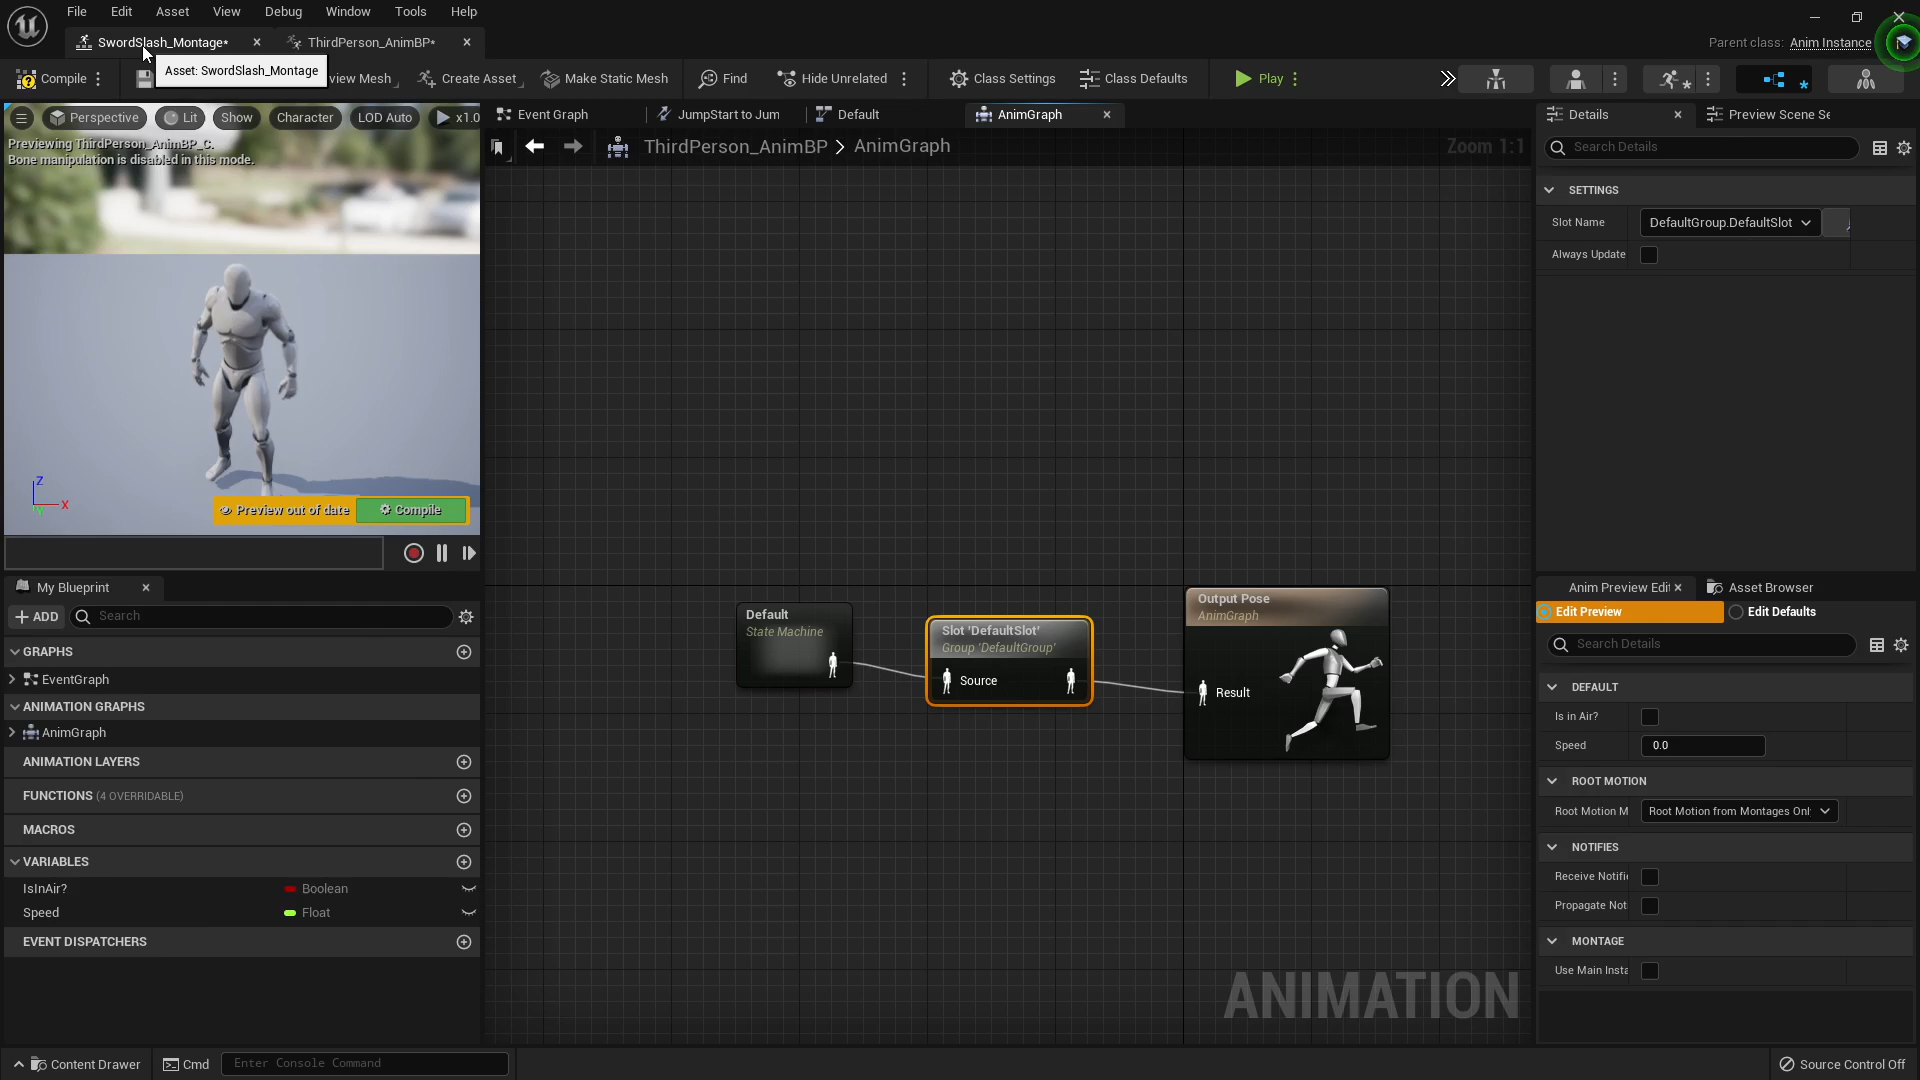 File Edit Asset View Debug Window Tools Help
SwordSlash_Montage*
ThirdPerson_AnimBP*
Parent class: Anim Instance
Asset: SwordSlash_Montage
Compile
view Mesh
Create Asset
Make Static Mesh
Find
Hide Unrelated
Class Settings
Class Defaults
Play
Perspective
Lit
Show
Character
LOD Auto
x1.0
Previewing ThirdPerson_AnimBP_C.
Bone manipulation is disabled in this mode.
Z
X
Y
Preview out of date
Compile
Event Graph
JumpStart to Jum
Default
AnimGraph
ThirdPerson_AnimBP > AnimGraph
Zoom 1:1
Default
State Machine
Slot 'DefaultSlot'
Group 'DefaultGroup'
Source
Output Pose
AnimGraph
Result
ANIMATION
My Blueprint
ADD
Search
GRAPHS
EventGraph
ANIMATION GRAPHS
AnimGraph
ANIMATION LAYERS
FUNCTIONS (4 OVERRIDABLE)
MACROS
VARIABLES
IsInAir? Boolean
Speed Float
EVENT DISPATCHERS
Details
Preview Scene Se
Search Details
SETTINGS
Slot Name DefaultGroup.DefaultSlot
Always Update
Anim Preview Edit
Asset Browser
Edit Preview
Edit Defaults
Search Details
DEFAULT
Is in Air?
Speed 0.0
ROOT MOTION
Root Motion M Root Motion from Montages Onl
NOTIFIES
Receive Notifie
Propagate Not
MONTAGE
Use Main Insta
Content Drawer
Cmd
Enter Console Command
Source Control Off